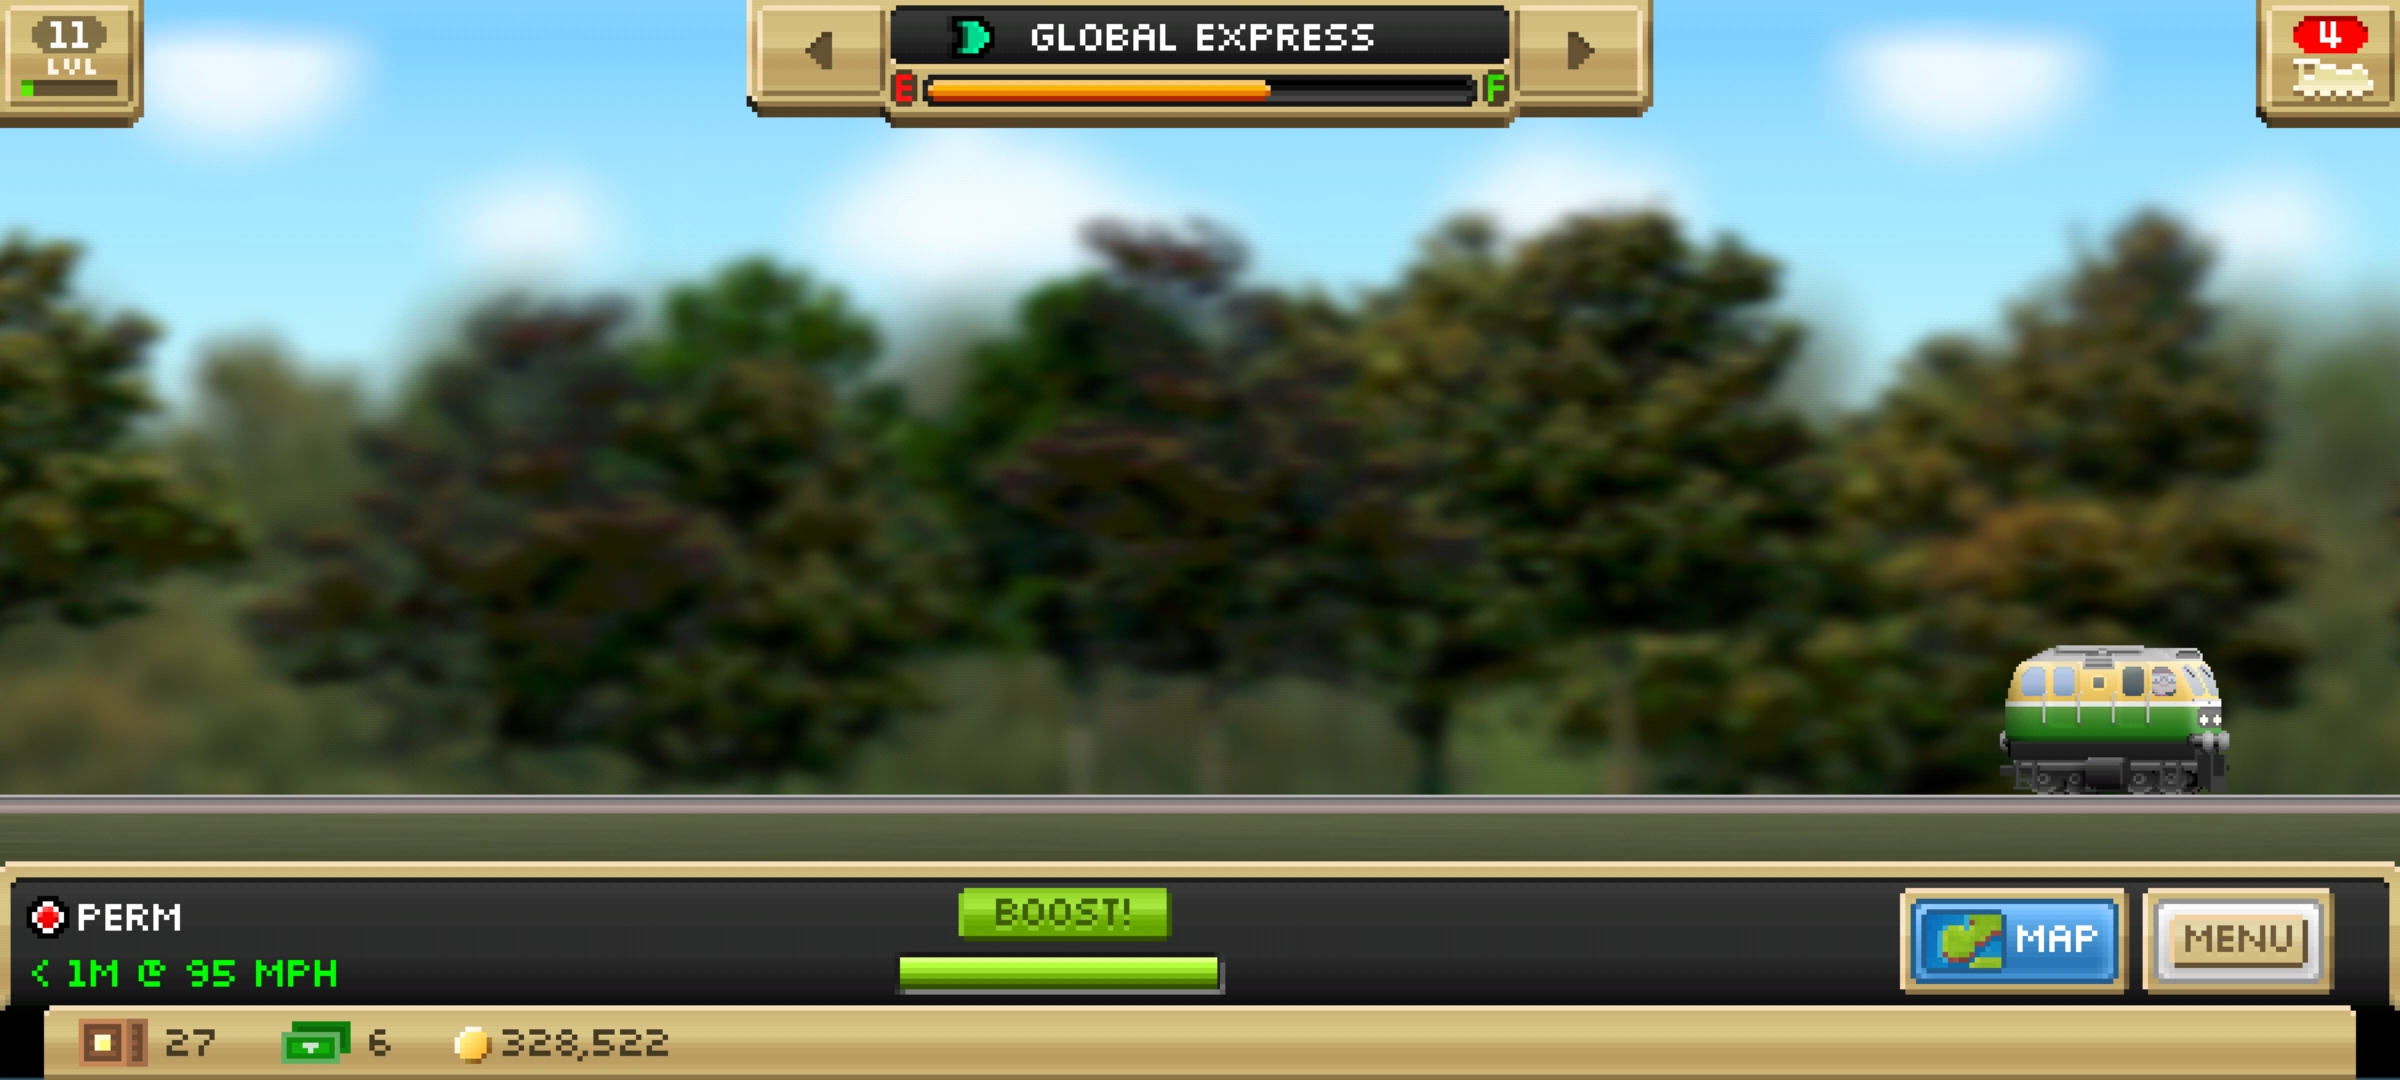 11
LVL
GLOBAL EXPRESS
E F
4
PERM
< 1M @ 95 MPH
BOOST!
MAP
MENU
27 6 328,522